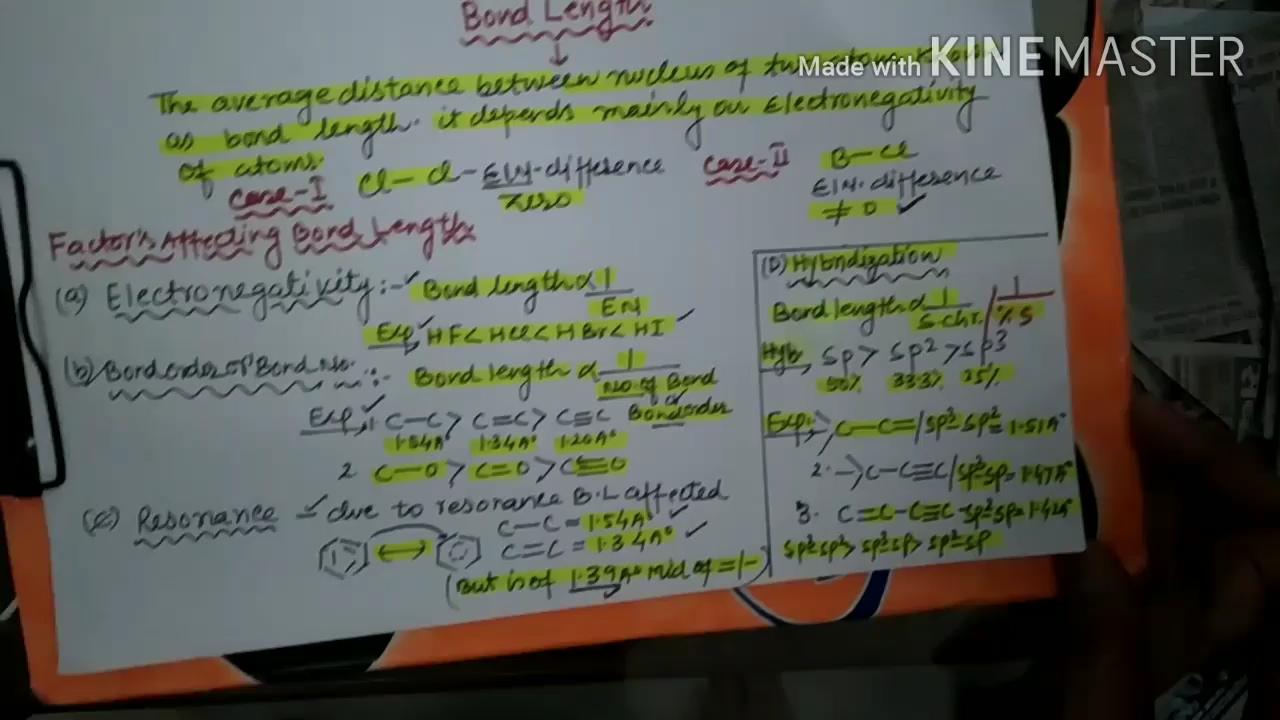 Bond Length
Made with KINEMASTER
The average distance between nucleus of two atoms
as bond length. it depends mainly on Electronegativity
of atoms.
Case-I Cl-Cl - E.N. difference
zero
Case-II B-Cl
E.N. difference
≠ 0 ✓
Factor's Affecting Bond Length
(a) Electronegativity :- ✓ Bond length ∝ 1/EN
Exp, HF < HCl < HBr < HI
(b) Bond order or Bond No. :- Bond length ∝ 1/No of Bond or Bond order
Exp, 1 C-C > C=C > C≡C
1.54A° 1.34A° 1.20A°
2 C-O > C=O > C≡O
(c) Resonance ✓ due to resonance B.L affected
C-C = 1.54A° ✓
C=C = 1.34A° ✓
(But is of 1.39A° mid of =/-)
(D) Hybridization
Bond length ∝ 1/S.chr. / 1/% S
Hyb, sp > sp2 > sp3
50% 33.3% 25%
Exp:- C-C= / sp3 sp2 = 1.51A°
2. C-C≡C / sp3 sp = 1.47A°
3. C=C-C≡C sp2 sp = 1.42A°
sp3 sp2 > sp3 sp > sp2 sp